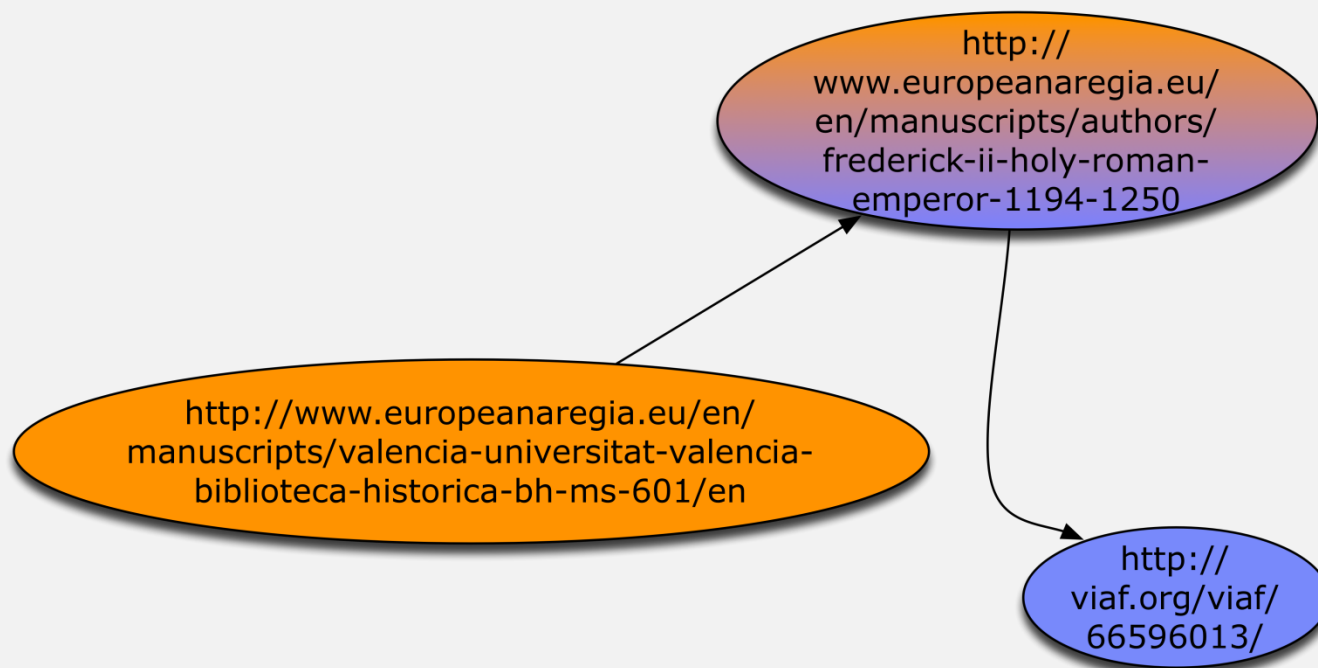 http://
www.europeanaregia.eu/
en/manuscripts/authors/
frederick-ii-holy-roman-
emperor-1194-1250
http://www.europeanaregia.eu/en/
manuscripts/valencia-universitat-valencia-
biblioteca-historica-bh-ms-601/en
http://
viaf.org/viaf/
66596013/